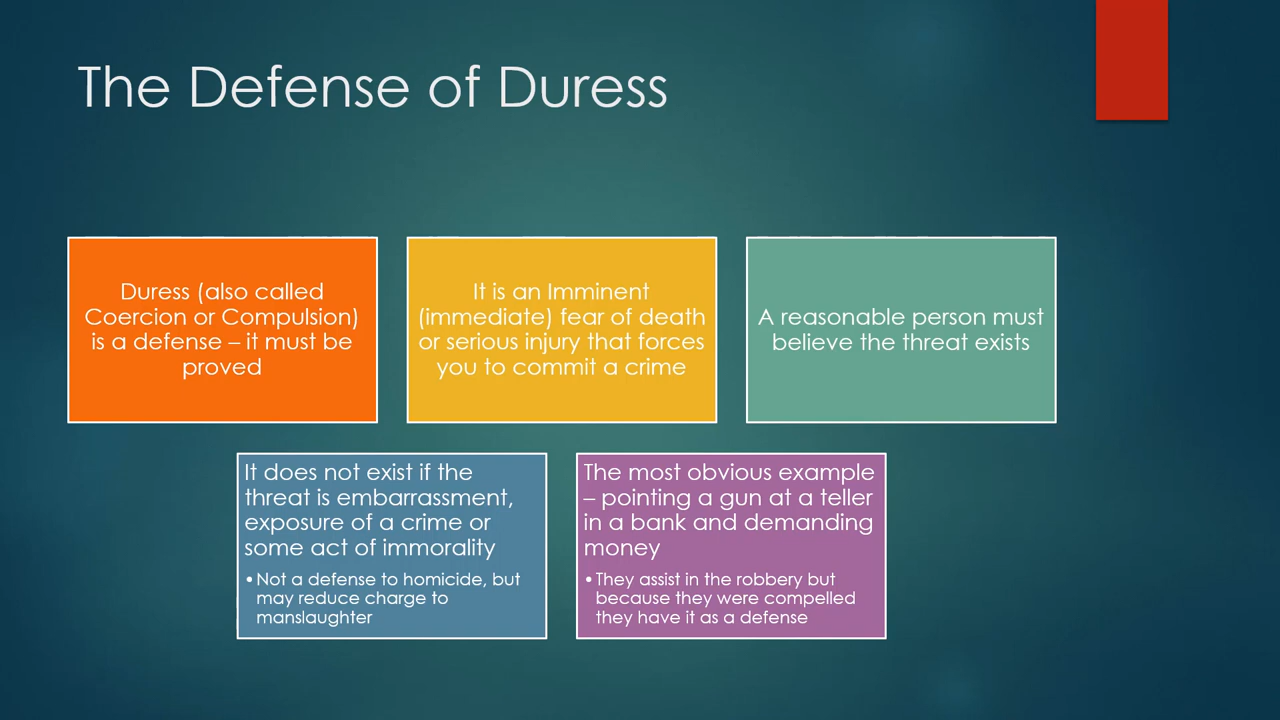 The Defense of Duress
Duress (also called
Coercion or Compulsion)
is a defense – it must be
proved
It is an Imminent
(immediate) fear of death
or serious injury that forces
you to commit a crime
A reasonable person must
believe the threat exists
It does not exist if the
threat is embarrassment,
exposure of a crime or
some act of immorality
•Not a defense to homicide, but
may reduce charge to
manslaughter
The most obvious example
– pointing a gun at a teller
in a bank and demanding
money
•They assist in the robbery but
because they were compelled
they have it as a defense